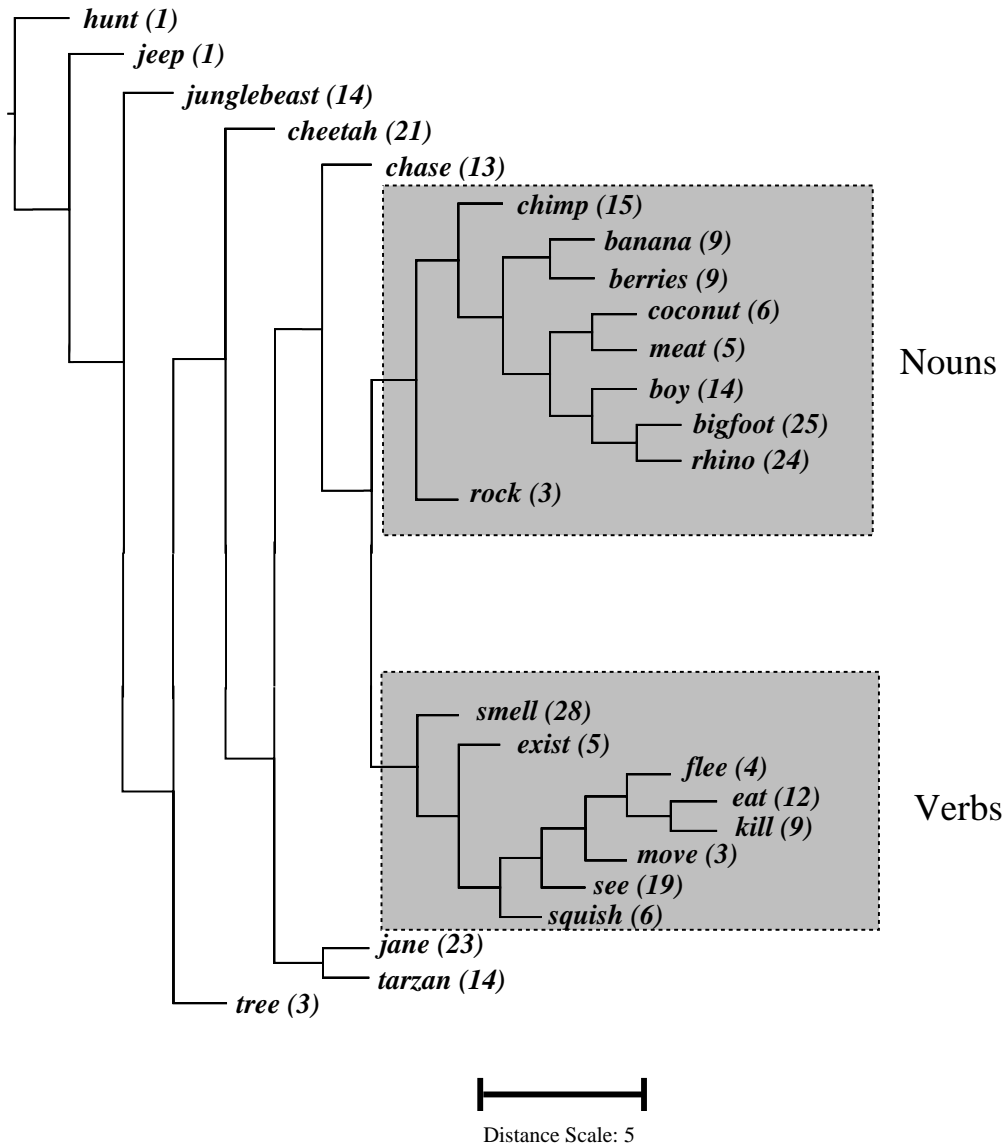 hunt (1)
jeep (1)
junglebeast (14)
cheetah (21)
chase (13)
chimp (15)
banana (9)
berries (9)
coconut (6)
meat (5)
Nouns
boy (14)
bigfoot (25)
rhino (24)
rock (3)
smell (28)
exist (5)
flee (4)
eat (12)
Verbs
kill (9)
move (3)
see (19)
squish (6)
jane (23)
tarzan (14)
tree (3)
Distance Scale: 5